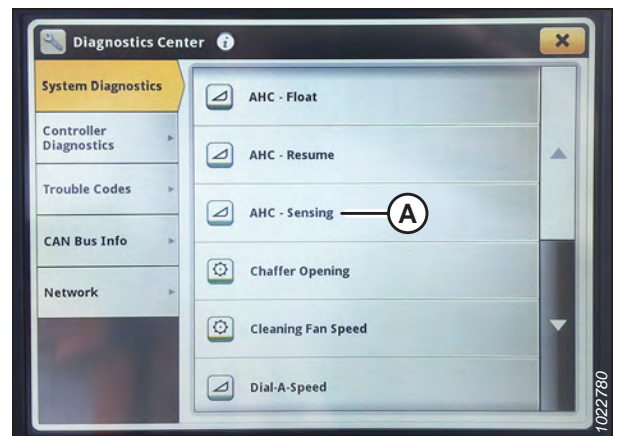 Diagnostics Center i
System Diagnostics
Controller
Diagnostics
Trouble Codes
CAN Bus Info
Network
AHC - Float
AHC - Resume
AHC - Sensing
A
Chaffer Opening
Cleaning Fan Speed
Dial-A-Speed
1022780